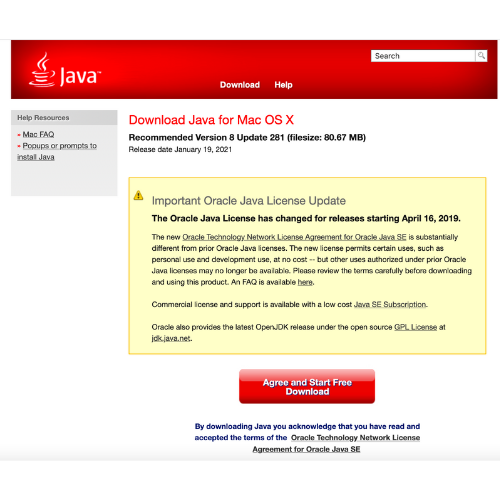 Java™
Search
Download Help
Help Resources
» Mac FAQ
» Popups or prompts to
install Java
Download Java for Mac OS X
Recommended Version 8 Update 281 (filesize: 80.67 MB)
Release date January 19, 2021
Important Oracle Java License Update
The Oracle Java License has changed for releases starting April 16, 2019.
The new Oracle Technology Network License Agreement for Oracle Java SE is substantially
different from prior Oracle Java licenses. The new license permits certain uses, such as
personal use and development use, at no cost -- but other uses authorized under prior Oracle
Java licenses may no longer be available. Please review the terms carefully before downloading
and using this product. An FAQ is available here.
Commercial license and support is available with a low cost Java SE Subscription.
Oracle also provides the latest OpenJDK release under the open source GPL License at
jdk.java.net.
Agree and Start Free
Download
By downloading Java you acknowledge that you have read and
accepted the terms of the Oracle Technology Network License
Agreement for Oracle Java SE